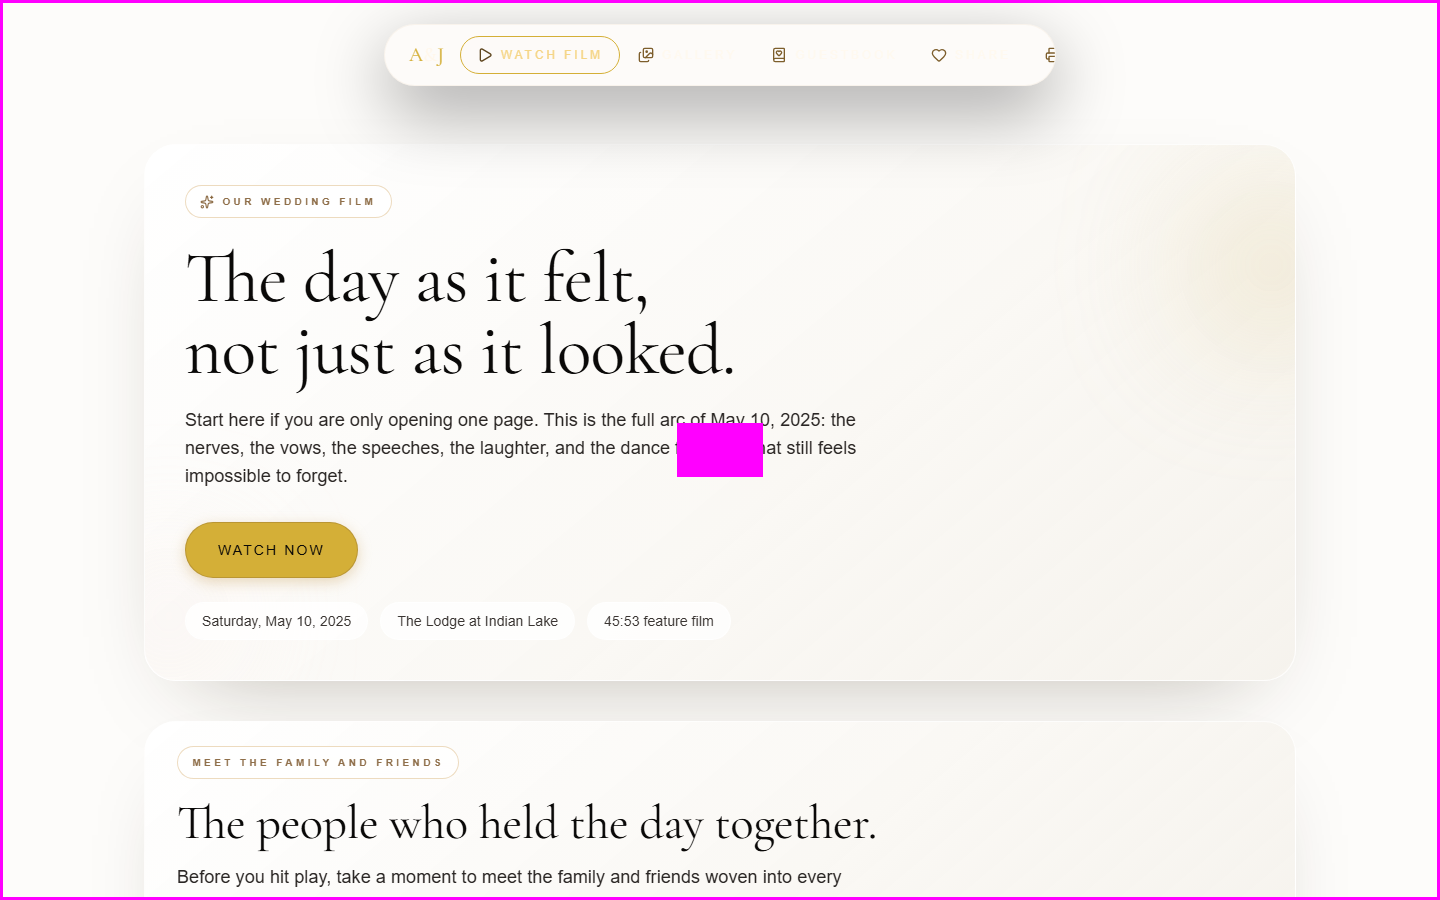 A J
WATCH FILM
OUR WEDDING FILM
The day as it felt,
not just as it looked.
Start here if you are only opening one page. This is the full arc of May 10, 2025: the
nerves, the vows, the speeches, the laughter, and the dance that still feels
impossible to forget.
WATCH NOW
Saturday, May 10, 2025
The Lodge at Indian Lake
45:53 feature film
MEET THE FAMILY AND FRIENDS
The people who held the day together.
Before you hit play, take a moment to meet the family and friends woven into every